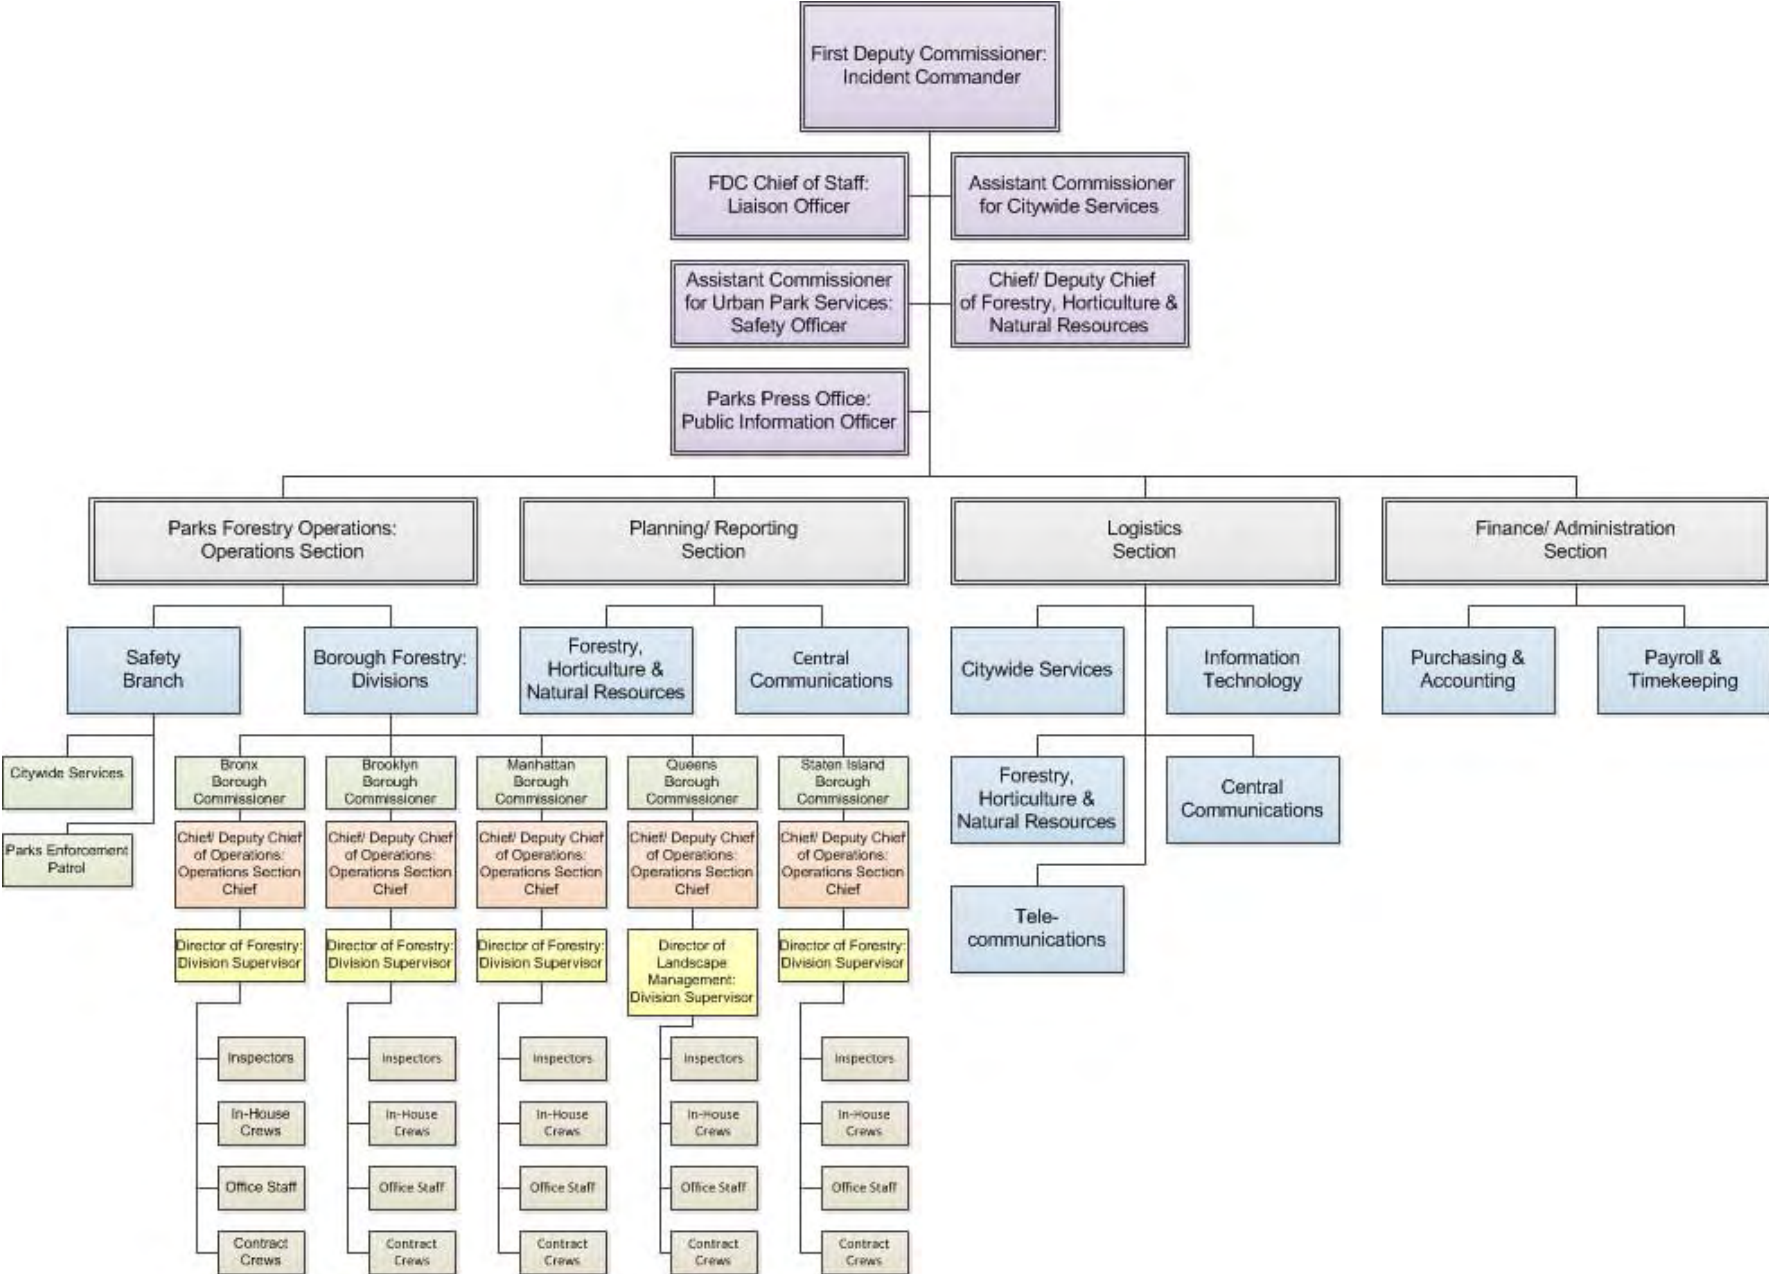 First Deputy Commissioner:
Incident Commander
FDC Chief of Staff:
Liaison Officer
Assistant Commissioner
for Citywide Services
Assistant Commissioner
for Urban Park Services:
Safety Officer
Chief/ Deputy Chief
of Forestry, Horticulture &
Natural Resources
Parks Press Office:
Public Information Officer
Parks Forestry Operations:
Operations Section
Planning/ Reporting
Section
Logistics
Section
Finance/ Administration
Section
Safety
Branch
Borough Forestry:
Divisions
Forestry,
Horticulture &
Natural Resources
Central
Communications
Citywide Services
Information
Technology
Purchasing &
Accounting
Payroll &
Timekeeping
Citywide Services
Parks Enforcement
Patrol
Bronx
Borough
Commissioner
Brooklyn
Borough
Commissioner
Manhattan
Borough
Commissioner
Queens
Borough
Commissioner
Staten Island
Borough
Commissioner
Forestry,
Horticulture &
Natural Resources
Central
Communications
Chief/ Deputy Chief
of Operations:
Operations Section
Chief
Chief/ Deputy Chief
of Operations:
Operations Section
Chief
Chief/ Deputy Chief
of Operations:
Operations Section
Chief
Chief/ Deputy Chief
of Operations:
Operations Section
Chief
Chief/ Deputy Chief
of Operations:
Operations Section
Chief
Tele-
communications
Director of Forestry:
Division Supervisor
Director of Forestry:
Division Supervisor
Director of Forestry:
Division Supervisor
Director of
Landscape
Management:
Division Supervisor
Director of Forestry:
Division Supervisor
Inspectors
Inspectors
Inspectors
Inspectors
Inspectors
In-House
Crews
In-House
Crews
In-House
Crews
In-House
Crews
In-House
Crews
Office Staff
Office Staff
Office Staff
Office Staff
Office Staff
Contract
Crews
Contract
Crews
Contract
Crews
Contract
Crews
Contract
Crews